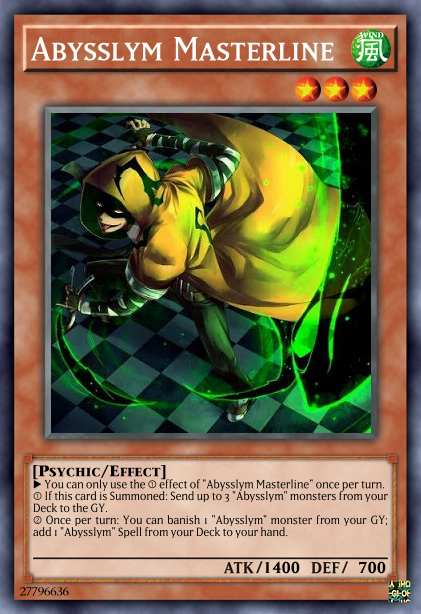 Abysslym Masterline
WIND
風
[Psychic/Effect]
▶ You can only use the ① effect of "Abysslym Masterline" once per turn.
① If this card is Summoned: Send up to 3 "Abysslym" monsters from your
Deck to the GY.
② Once per turn: You can banish 1 "Abysslym" monster from your GY;
add 1 "Abysslym" Spell from your Deck to your hand.
ATK/1400 DEF/ 700
27796636